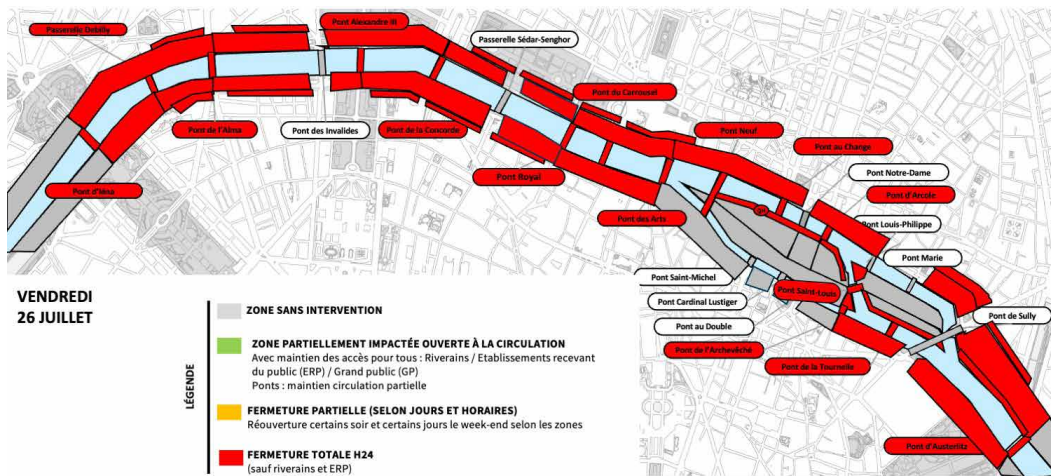 Pont Alexandre III
Passerelle Debilly
Passerelle Sédar-Senghor
Pont du Carrousel
Pont de l'Alma
Pont des Invalides
Pont de la Concorde
Pont Neuf
Pont au Change
Pont Notre-Dame
Pont Royal
Pont d'Iéna
Pont d'Arcole
Pont des Arts
Pont Louis-Philippe
Pont Marie
Pont Saint-Michel
Pont Saint-Louis
Pont Cardinal Lustiger
Pont de Sully
Pont au Double
Pont de l'Archevêché
Pont de la Tournelle
Pont d'Austerlitz
VENDREDI
26 JUILLET
LÉGENDE
ZONE SANS INTERVENTION
ZONE PARTIELLEMENT IMPACTÉE OUVERTE À LA CIRCULATION
Avec maintien des accès pour tous : Riverains / Etablissements recevant
du public (ERP) / Grand public (GP)
Ponts : maintien circulation partielle
FERMETURE PARTIELLE (SELON JOURS ET HORAIRES)
Réouverture certains soir et certains jours le week-end selon les zones
FERMETURE TOTALE H24
(sauf riverains et ERP)